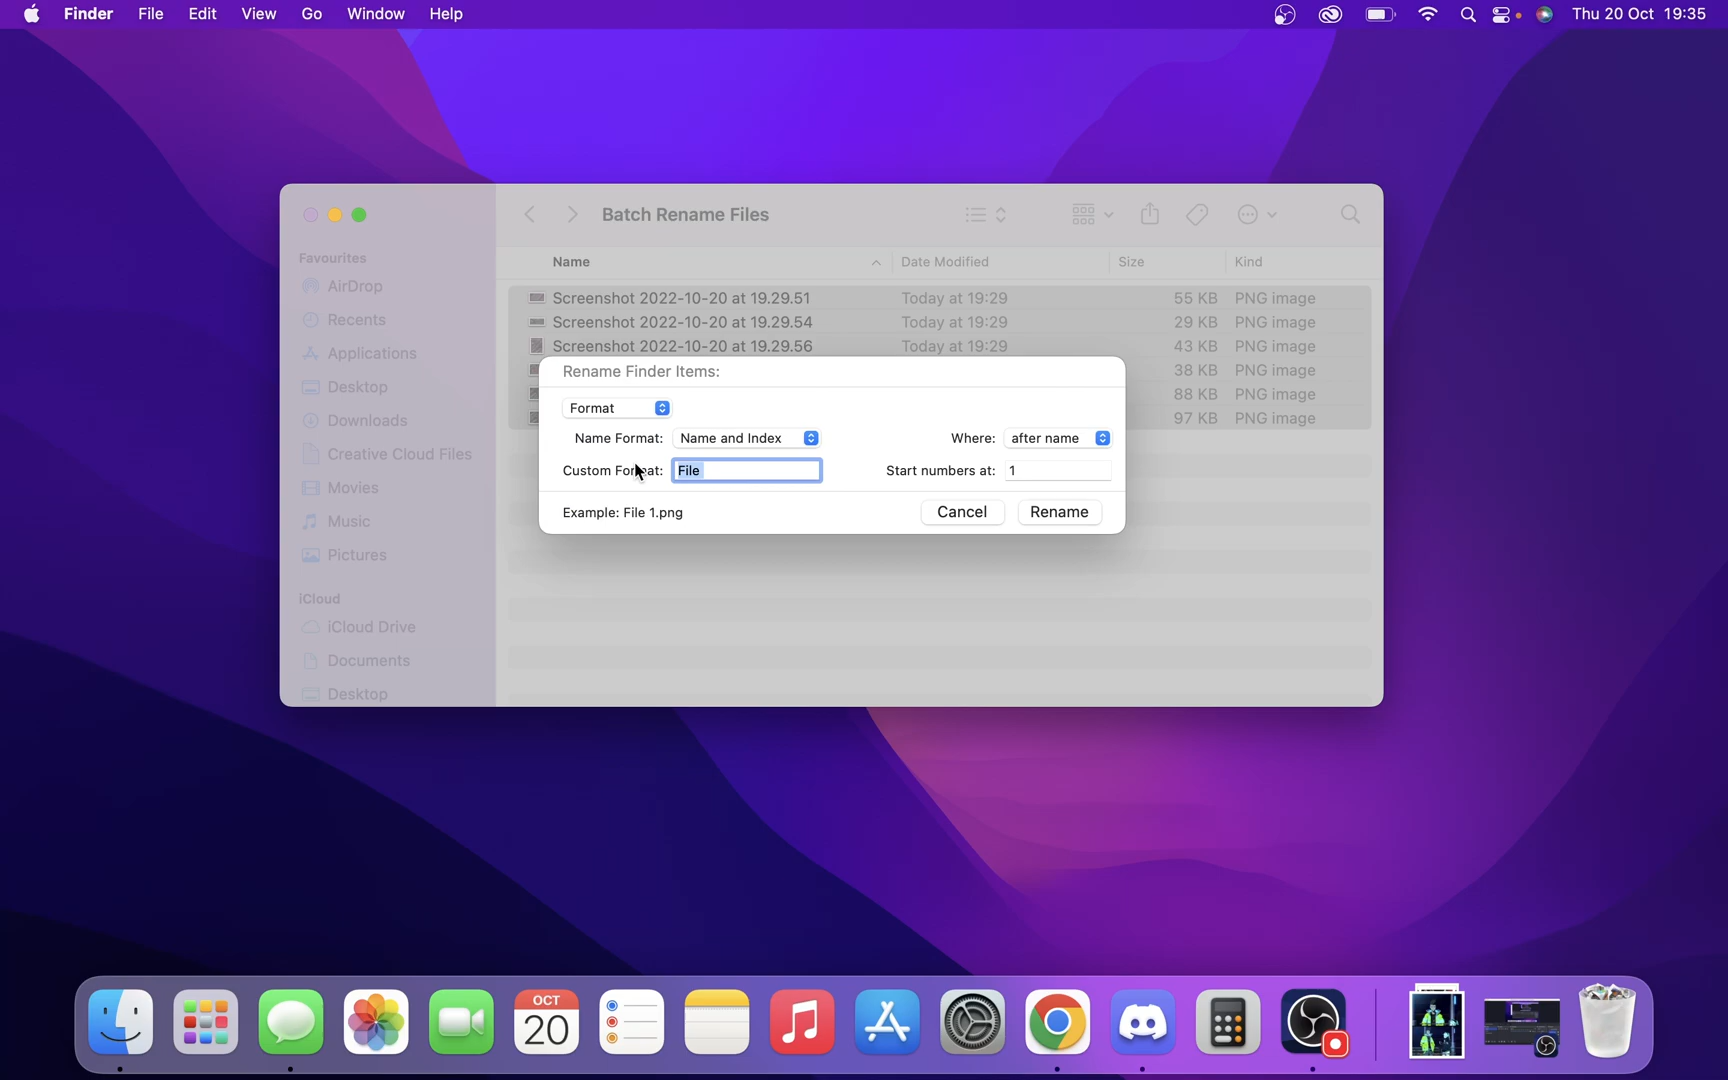 Finder File Edit View Go Window Help Thu 20 Oct 19:35
Batch Rename Files
Favourites
AirDrop
Recents
Applications
Desktop
Downloads
Creative Cloud Files
Movies
Music
Pictures
iCloud
iCloud Drive
Documents
Desktop
Name Date Modified Size Kind
Screenshot 2022-10-20 at 19.29.51 Today at 19:29 55 KB PNG image
Screenshot 2022-10-20 at 19.29.54 Today at 19:29 29 KB PNG image
Screenshot 2022-10-20 at 19.29.56 Today at 19:29 43 KB PNG image
38 KB PNG image
88 KB PNG image
97 KB PNG image
Rename Finder Items:
Format
Name Format: Name and Index Where: after name
Custom Format: File Start numbers at: 1
Example: File 1.png Cancel Rename
OCT
20